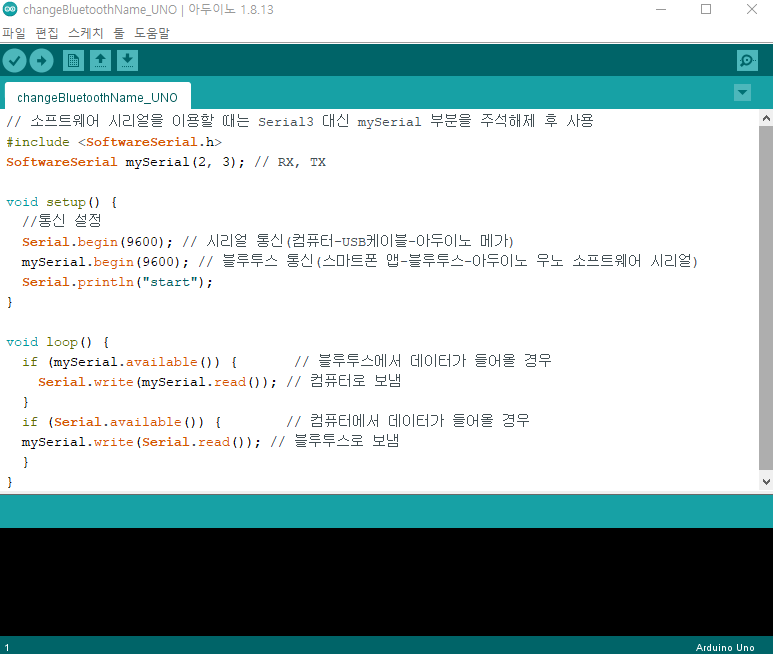 changeBluetoothName_UNO | 아두이노 1.8.13
파일 편집 스케치 툴 도움말
changeBluetoothName_UNO
// 소프트웨어 시리얼을 이용할 때는 Serial3 대신 mySerial 부분을 주석해제 후 사용
#include <SoftwareSerial.h>
SoftwareSerial mySerial(2, 3); // RX, TX
void setup() {
//통신 설정
Serial.begin(9600); // 시리얼 통신(컴퓨터-USB케이블-아두이노 메가)
mySerial.begin(9600); // 블루투스 통신(스마트폰 앱-블루투스-아두이노 우노 소프트웨어 시리얼)
Serial.println("start");
}
void loop() {
if (mySerial.available()) { // 블루투스에서 데이터가 들어올 경우
Serial.write(mySerial.read()); // 컴퓨터로 보냄
}
if (Serial.available()) { // 컴퓨터에서 데이터가 들어올 경우
mySerial.write(Serial.read()); // 블루투스로 보냄
}
}
1 Arduino Uno